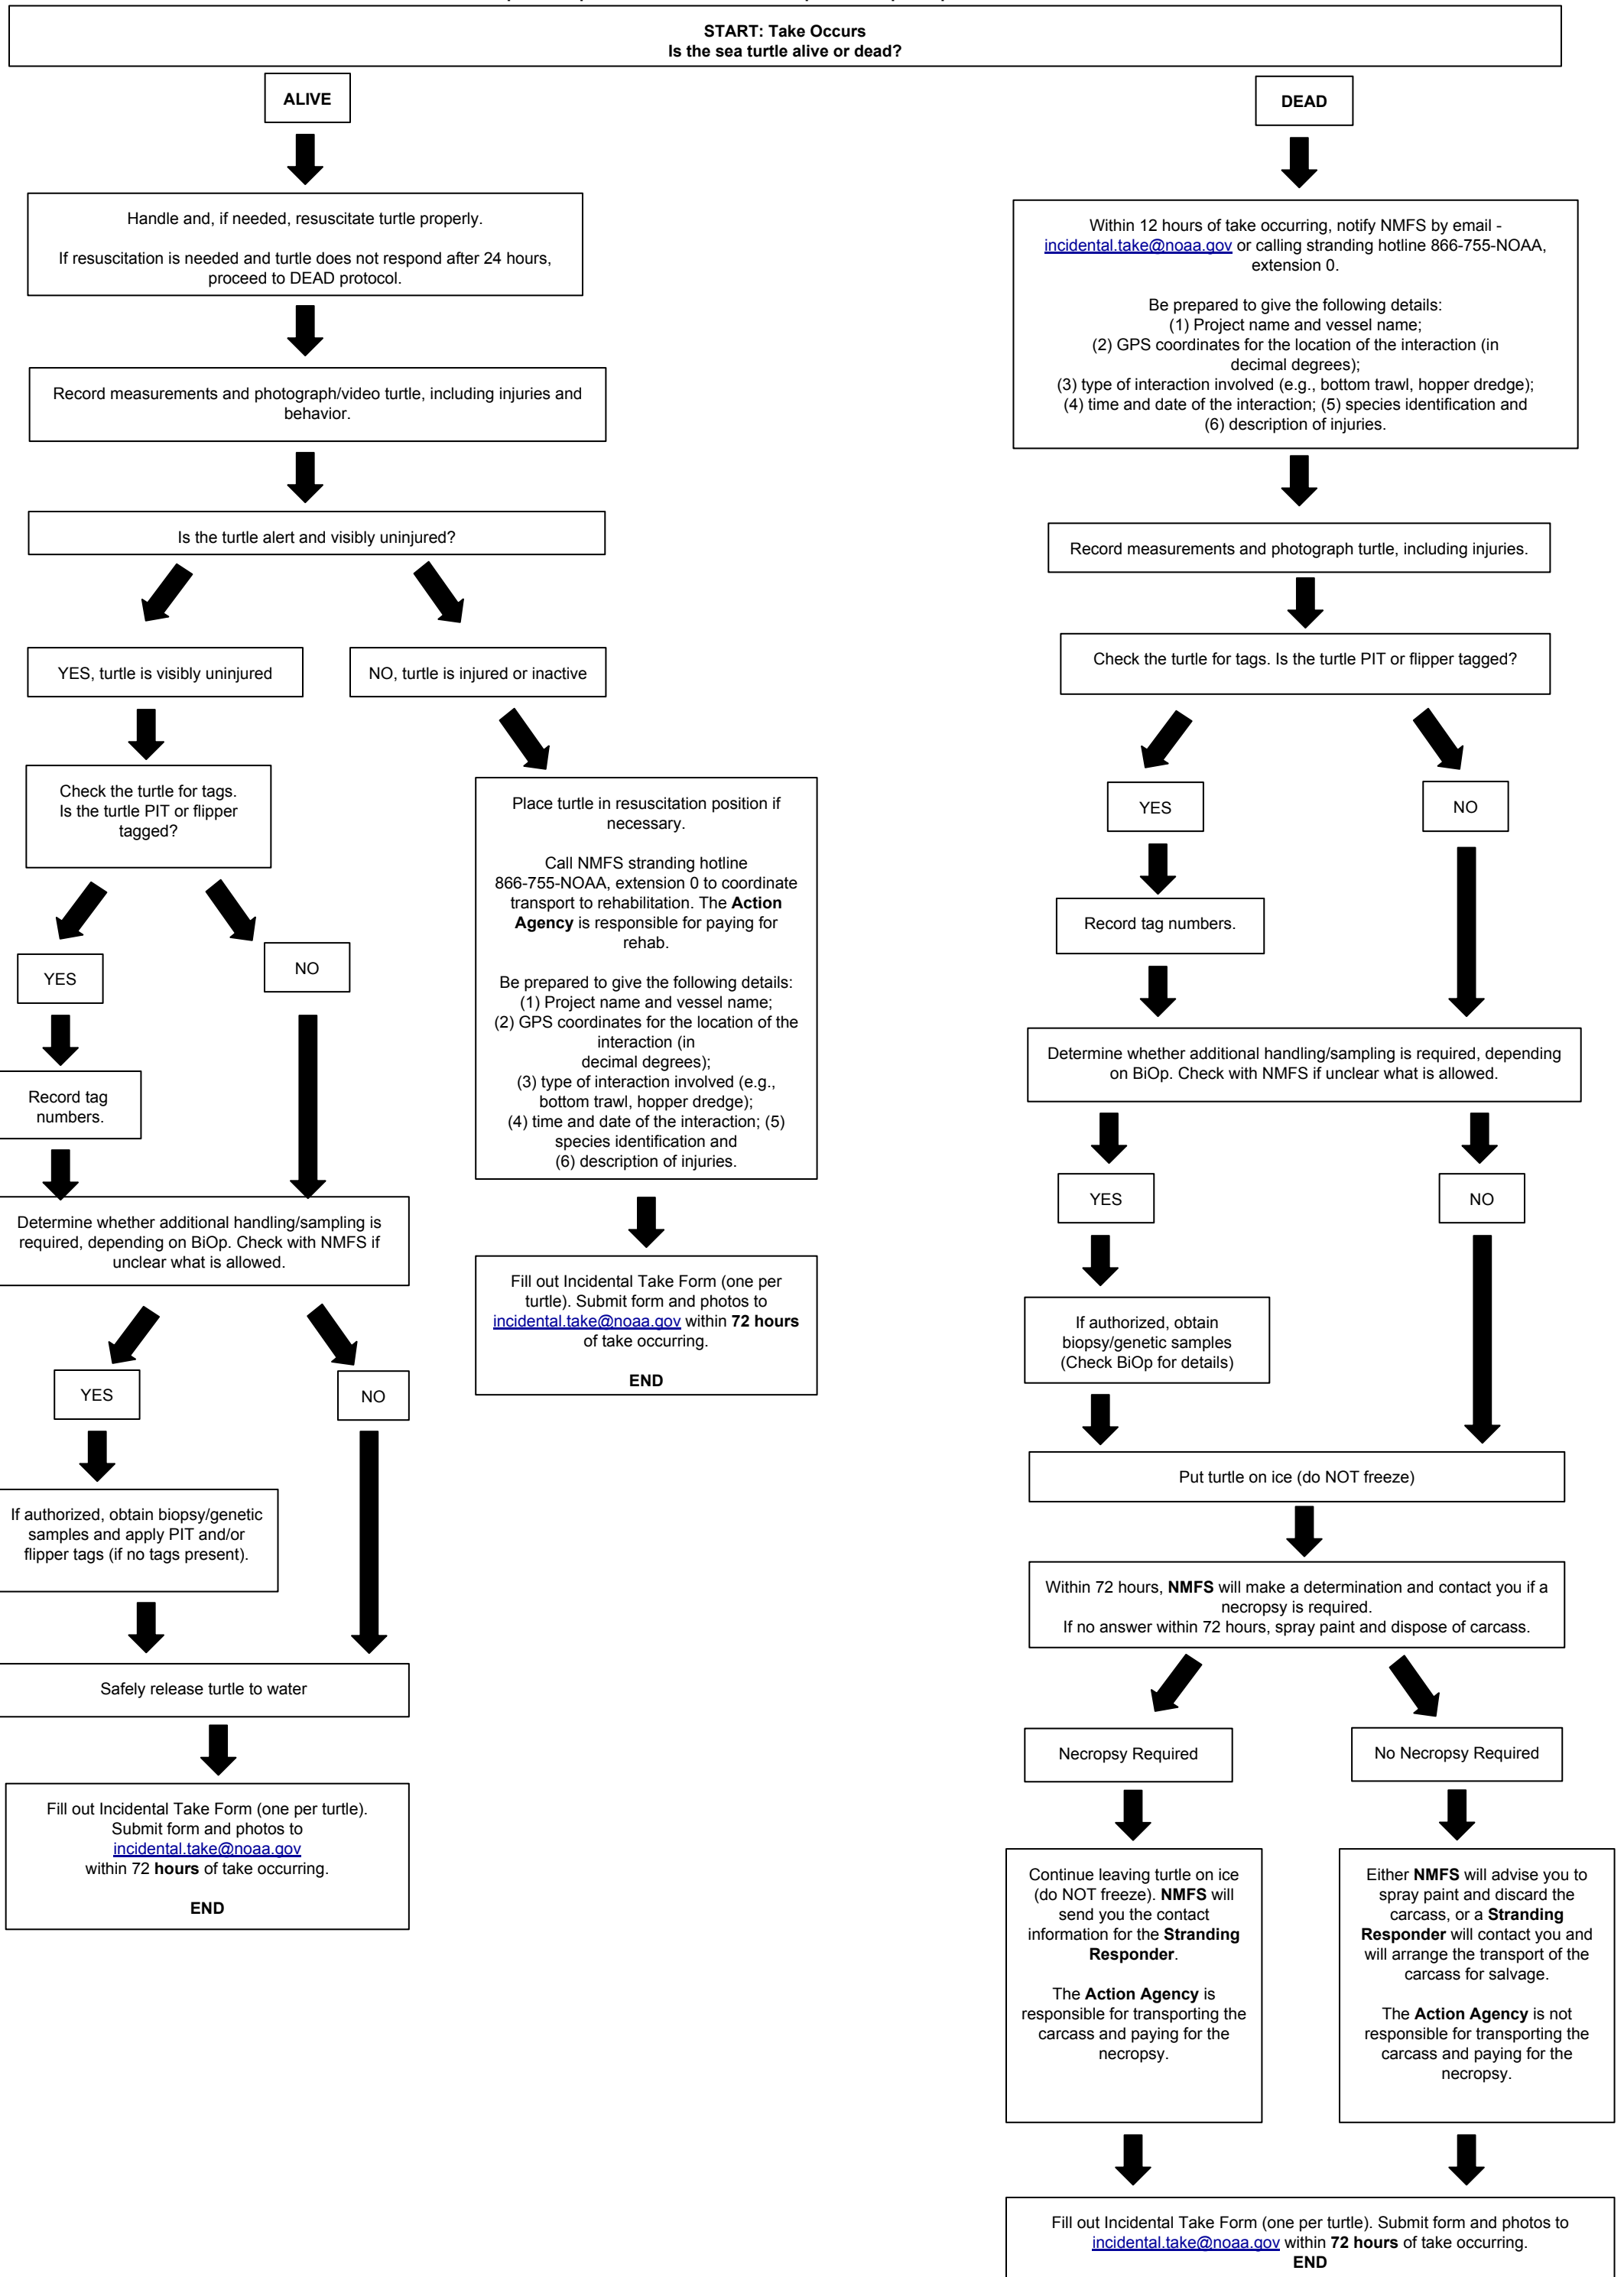 START: Take Occurs
Is the sea turtle alive or dead?
ALIVE
Handle and, if needed, resuscitate turtle properly.
If resuscitation is needed and turtle does not respond after 24 hours,
proceed to DEAD protocol.
Record measurements and photograph/video turtle, including injuries and
behavior.
Is the turtle alert and visibly uninjured?
YES, turtle is visibly uninjured
NO, turtle is injured or inactive
Check the turtle for tags.
Is the turtle PIT or flipper
tagged?
YES
NO
Record tag
numbers.
Determine whether additional handling/sampling is
required, depending on BiOp. Check with NMFS if
unclear what is allowed.
YES
NO
If authorized, obtain biopsy/genetic
samples and apply PIT and/or
flipper tags (if no tags present).
Safely release turtle to water
Fill out Incidental Take Form (one per turtle).
Submit form and photos to
incidental.take@noaa.gov
within 72 hours of take occurring.
END
Place turtle in resuscitation position if
necessary.
Call NMFS stranding hotline
866-755-NOAA, extension 0 to coordinate
transport to rehabilitation. The Action
Agency is responsible for paying for
rehab.
Be prepared to give the following details:
(1) Project name and vessel name;
(2) GPS coordinates for the location of the
interaction (in
decimal degrees);
(3) type of interaction involved (e.g.,
bottom trawl, hopper dredge);
(4) time and date of the interaction; (5)
species identification and
(6) description of injuries.
Fill out Incidental Take Form (one per
turtle). Submit form and photos to
incidental.take@noaa.gov within 72 hours
of take occurring.
END
DEAD
Within 12 hours of take occurring, notify NMFS by email -
incidental.take@noaa.gov or calling stranding hotline 866-755-NOAA,
extension 0.
Be prepared to give the following details:
(1) Project name and vessel name;
(2) GPS coordinates for the location of the interaction (in
decimal degrees);
(3) type of interaction involved (e.g., bottom trawl, hopper dredge);
(4) time and date of the interaction; (5) species identification and
(6) description of injuries.
Record measurements and photograph turtle, including injuries.
Check the turtle for tags. Is the turtle PIT or flipper tagged?
YES
NO
Record tag numbers.
Determine whether additional handling/sampling is required, depending
on BiOp. Check with NMFS if unclear what is allowed.
YES
NO
If authorized, obtain
biopsy/genetic samples
(Check BiOp for details)
Put turtle on ice (do NOT freeze)
Within 72 hours, NMFS will make a determination and contact you if a
necropsy is required.
If no answer within 72 hours, spray paint and dispose of carcass.
Necropsy Required
No Necropsy Required
Continue leaving turtle on ice
(do NOT freeze). NMFS will
send you the contact
information for the Stranding
Responder.
The Action Agency is
responsible for transporting the
carcass and paying for the
necropsy.
Either NMFS will advise you to
spray paint and discard the
carcass, or a Stranding
Responder will contact you and
will arrange the transport of the
carcass for salvage.
The Action Agency is not
responsible for transporting the
carcass and paying for the
necropsy.
Fill out Incidental Take Form (one per turtle). Submit form and photos to
incidental.take@noaa.gov within 72 hours of take occurring.
END